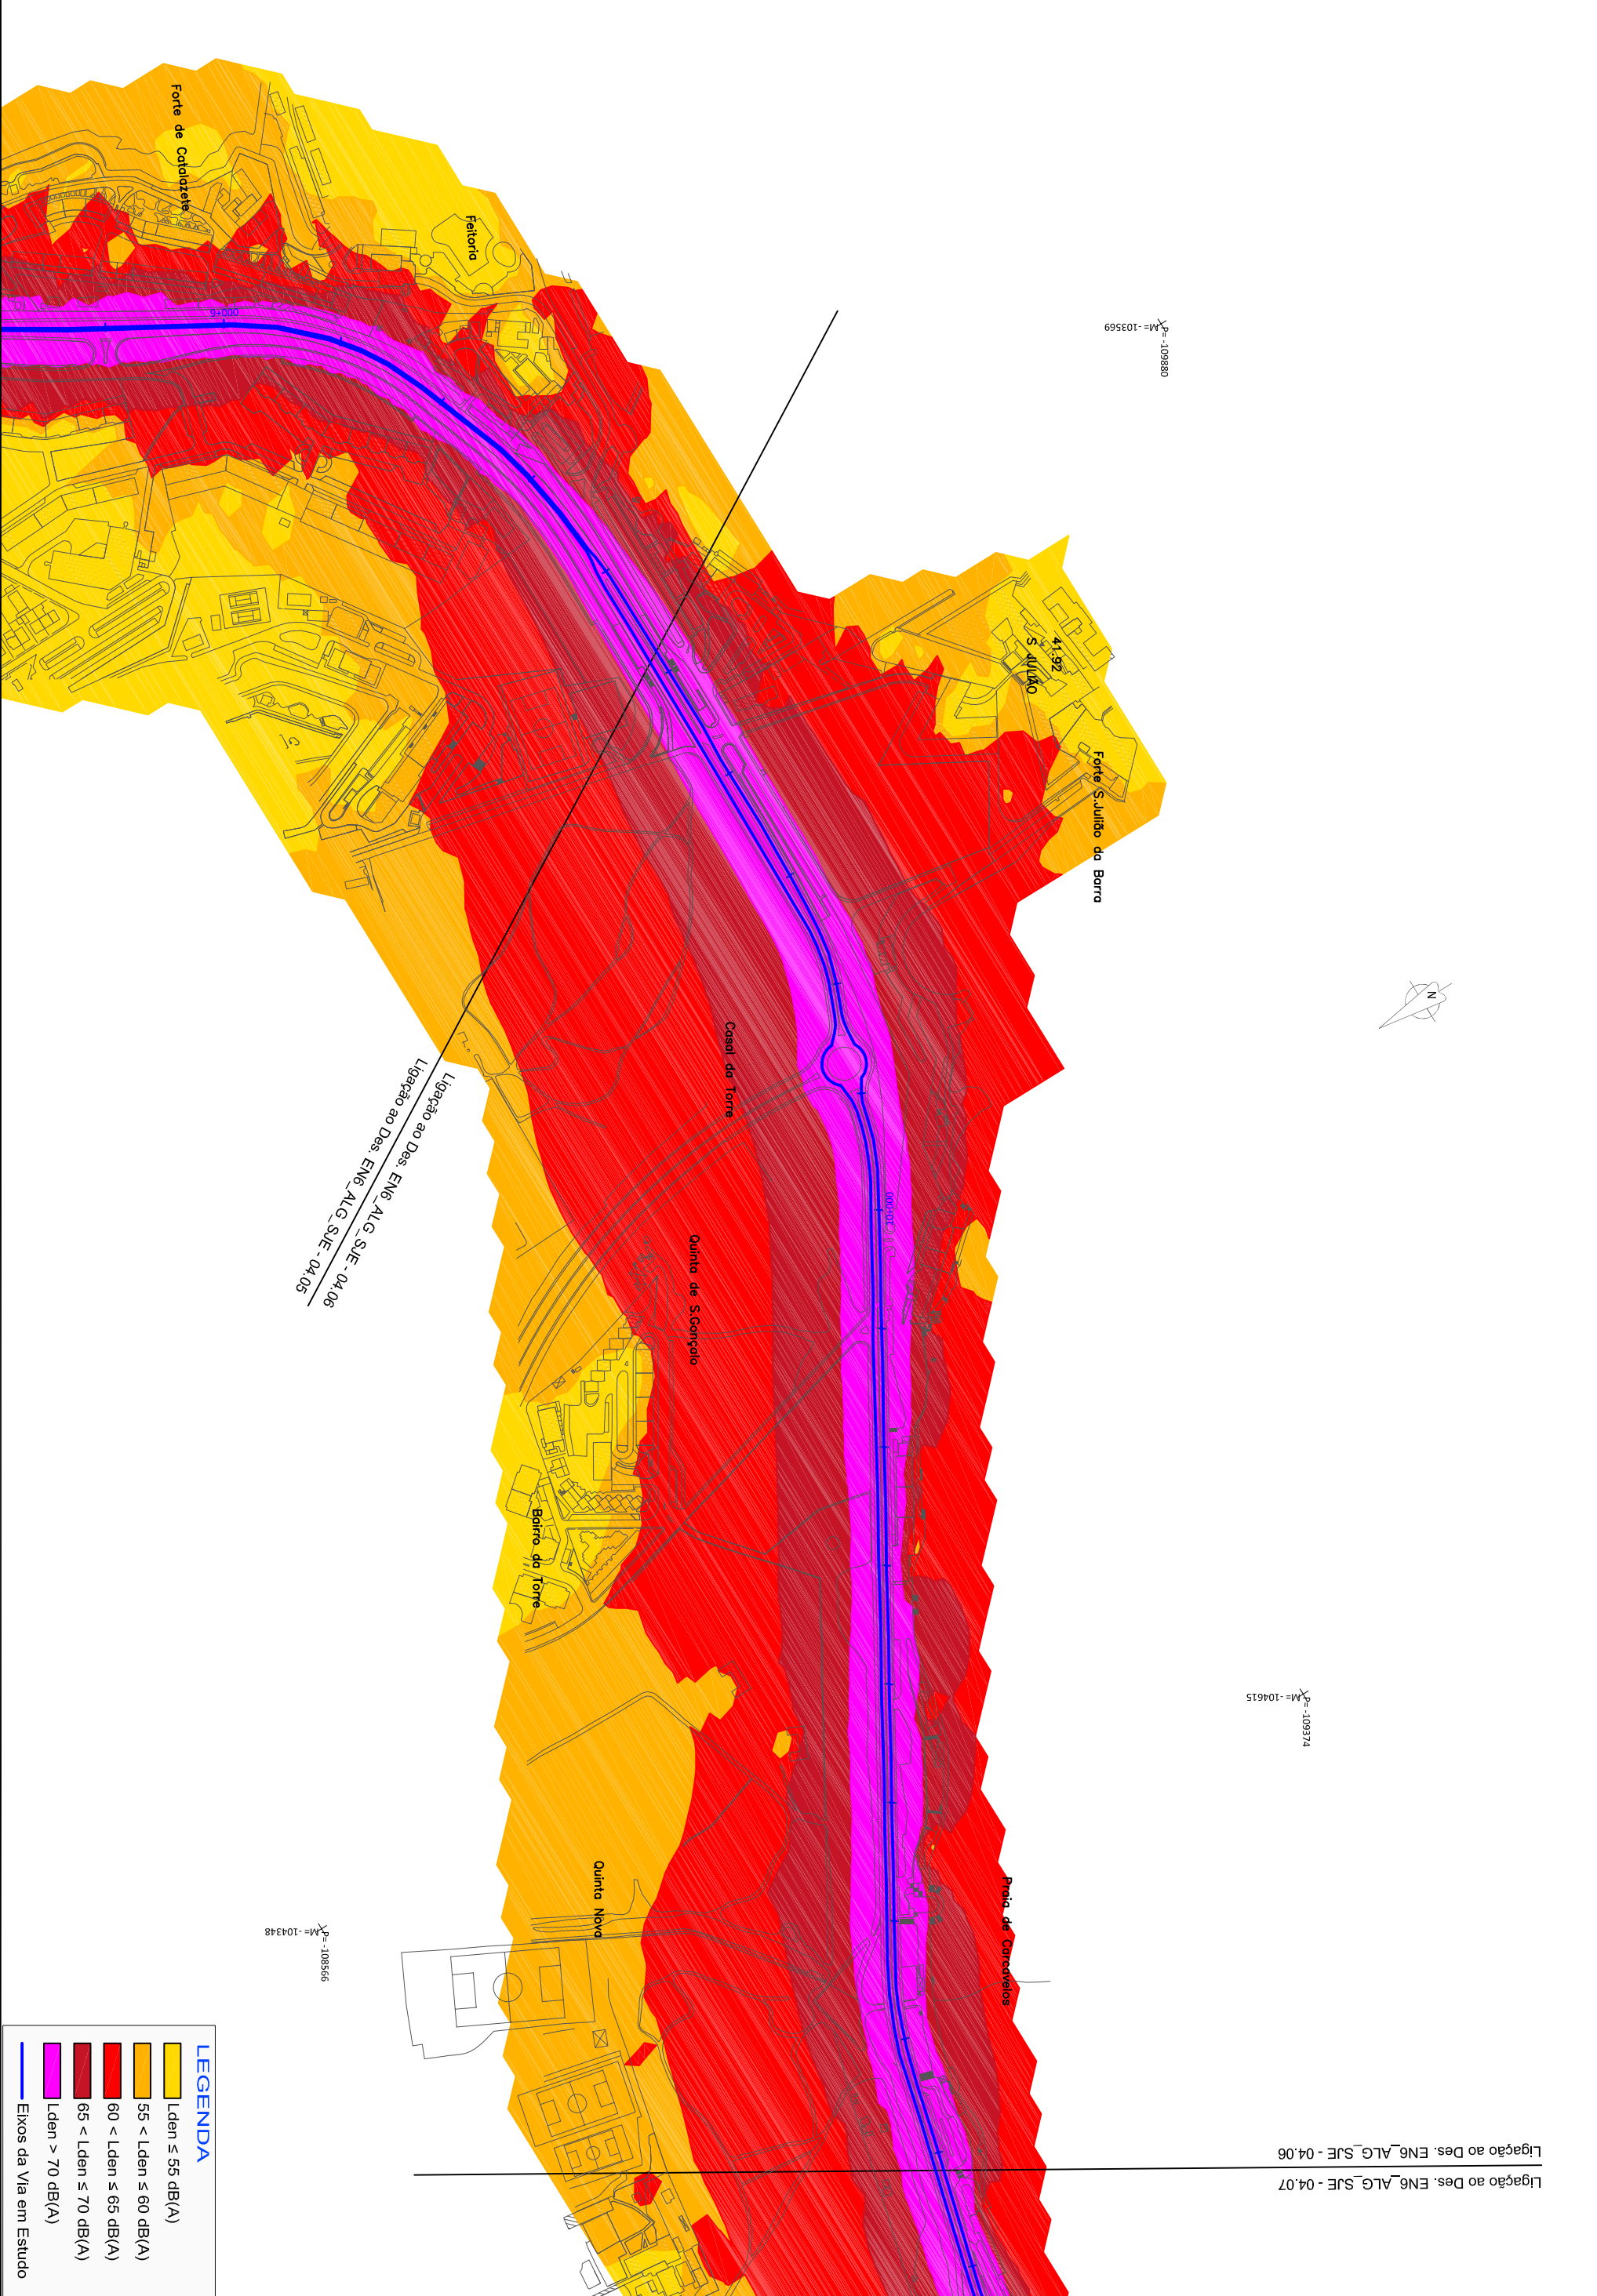 Forte de Catalazete
Feitoria
9+000
M= -103569
P= -109880
41.92
S. JULIÃO
Forte S.Julião da Barra
N
Casal da Torre
Ligação ao Des. EN6_ALG_SJE - 04.05
Ligação ao Des. EN6_ALG_SJE - 04.06
10+000
Quinta de S.Gonçalo
Bairro da Torre
M= -104615
P= -109374
Quinta Nova
Praia de Carcavelos
M= -104348
P= -108566
Ligação ao Des. EN6_ALG_SJE - 04.06
Ligação ao Des. EN6_ALG_SJE - 04.07
LEGENDA
Lden ≤ 55 dB(A)
55 < Lden ≤ 60 dB(A)
60 < Lden ≤ 65 dB(A)
65 < Lden ≤ 70 dB(A)
Lden > 70 dB(A)
Eixos da Via em Estudo